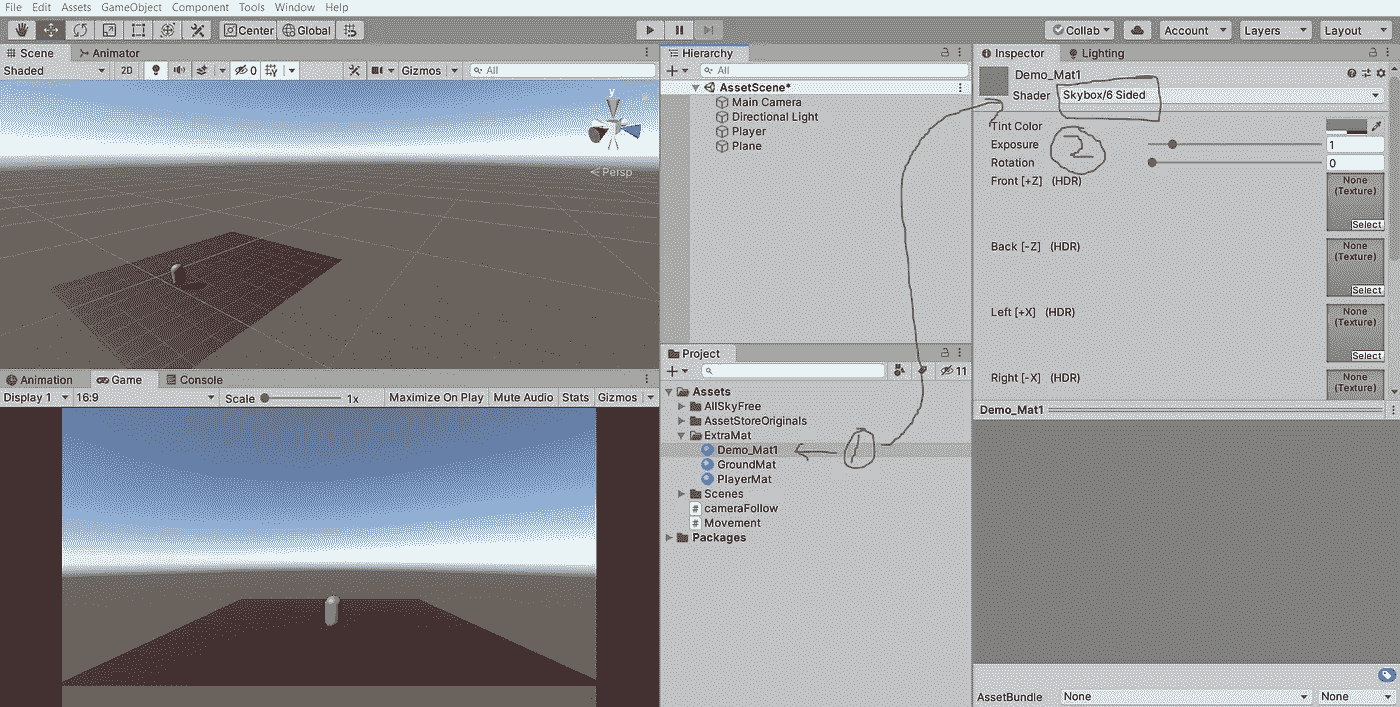 File Edit Assets GameObject Component Tools Window Help
Center Global Collab Account Layers Layout
Scene Animator
Shaded 2D 0 Gizmos All
y
Persp
Animation Game Console
Display 1 16:9 Scale 1x Maximize On Play Mute Audio Stats Gizmos
Hierarchy
All
AssetScene*
Main Camera
Directional Light
Player
Plane
Project
11
Assets
AllSkyFree
AssetStoreOriginals
ExtraMat
Demo_Mat1
GroundMat
PlayerMat
Scenes
# cameraFollow
# Movement
Packages
1
Inspector Lighting
Demo_Mat1
Shader Skybox/6 Sided
Tint Color
Exposure 1
Rotation 0
2
Front [+Z] (HDR) None
(Texture)
Select
Back [-Z] (HDR) None
(Texture)
Select
Left [+X] (HDR) None
(Texture)
Select
Right [-X] (HDR) None
(Texture)
Demo_Mat1
AssetBundle None None